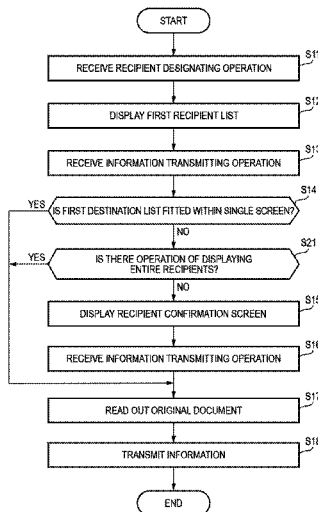 START
S11
RECEIVE RECIPIENT DESIGNATING OPERATION
S12
DISPLAY FIRST RECIPIENT LIST
S13
RECEIVE INFORMATION TRANSMITTING OPERATION
S14
YES
IS FIRST DESTINATION LIST FITTED WITHIN SINGLE SCREEN?
NO
S21
YES
IS THERE OPERATION OF DISPLAYING
ENTIRE RECIPIENTS?
NO
S15
DISPLAY RECIPIENT CONFIRMATION SCREEN
S16
RECEIVE INFORMATION TRANSMITTING OPERATION
S17
READ OUT ORIGINAL DOCUMENT
S18
TRANSMIT INFORMATION
END